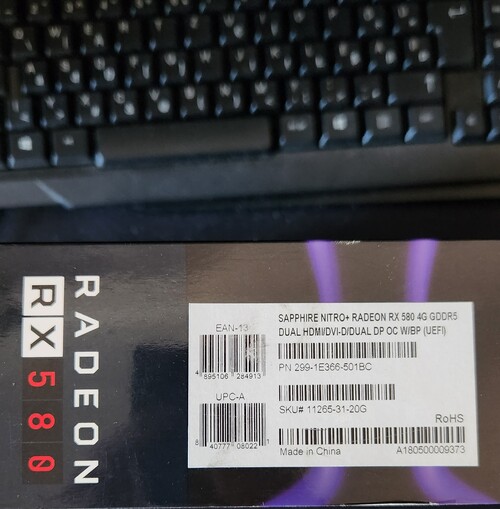 RADEON
RX
580
EAN-13
4 895106 284913
UPC-A
8 40777 08022 1
SAPPHIRE NITRO+ RADEON RX 580 4G GDDR5
DUAL HDMI/DVI-D/DUAL DP OC W/BP (UEFI)
PN 299-1E366-501BC
SKU# 11265-31-20G
RoHS
Made in China
A180500009373